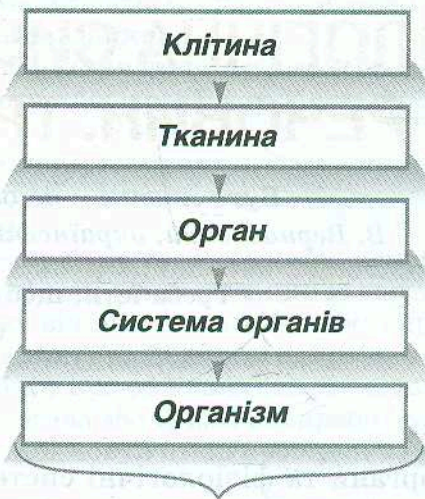 Клітина
Тканина
Орган
Система органів
Організм